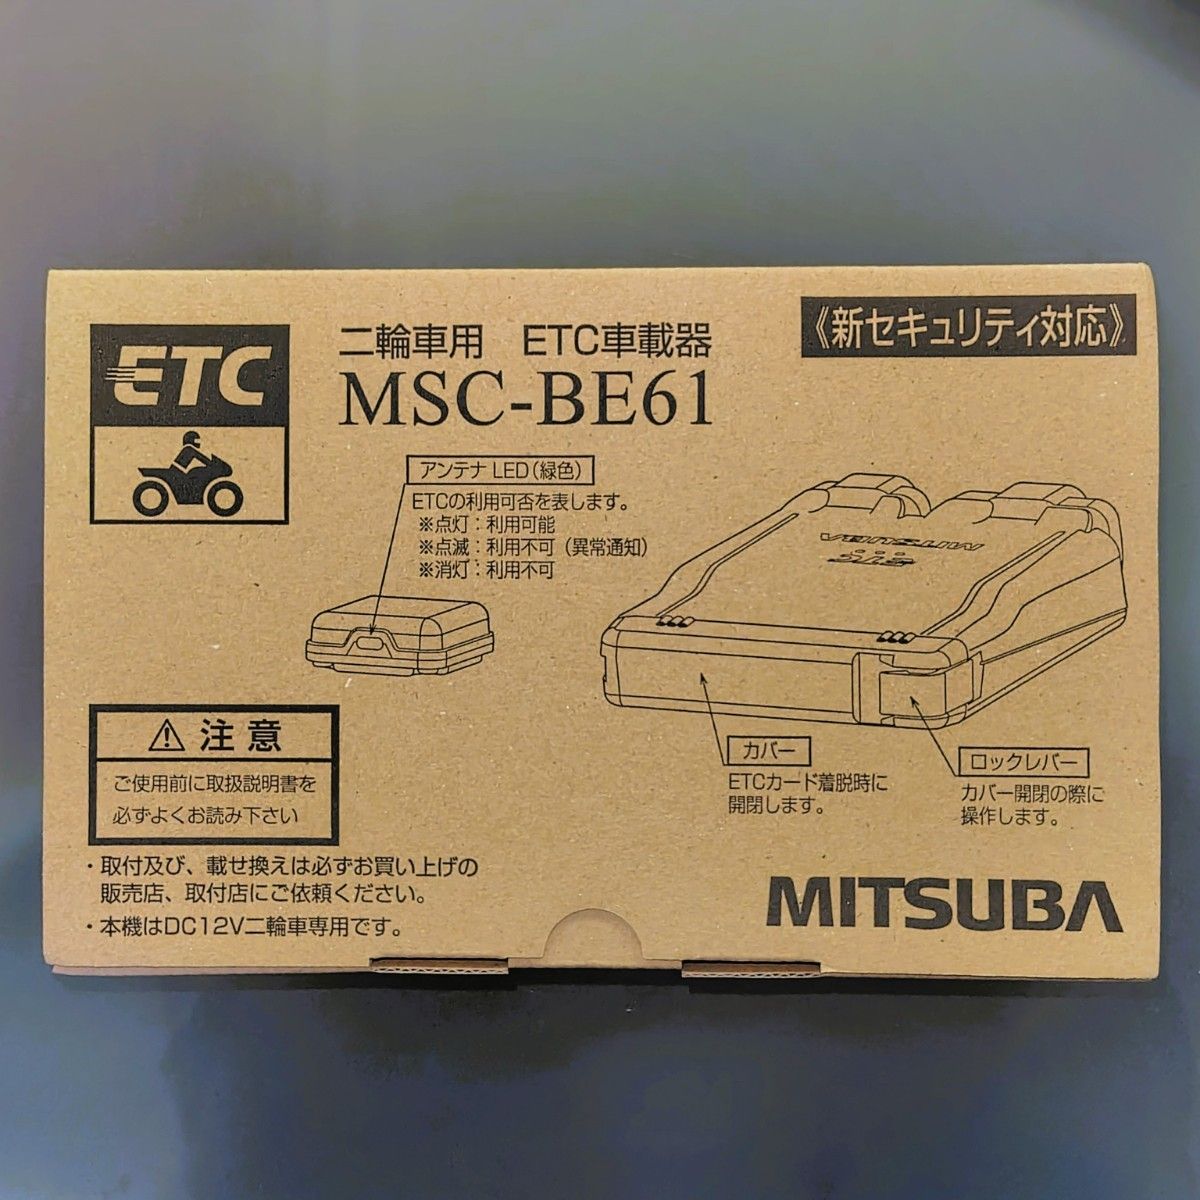 ETC
二輪車用　ETC車載器
MSC-BE61
《新セキュリティ対応》
アンテナ LED（緑色）
ETCの利用可否を表します。
※点灯：利用可能
※点滅：利用不可（異常通知）
※消灯：利用不可
MITSUBA
ETC
カバー
ETCカード着脱時に
開閉します。
ロックレバー
カバー開閉の際に
操作します。
⚠ 注意
ご使用前に取扱説明書を
必ずよくお読み下さい
・取付及び、載せ換えは必ずお買い上げの
販売店、取付店にご依頼ください。
・本機はDC12V二輪車専用です。
MITSUBA